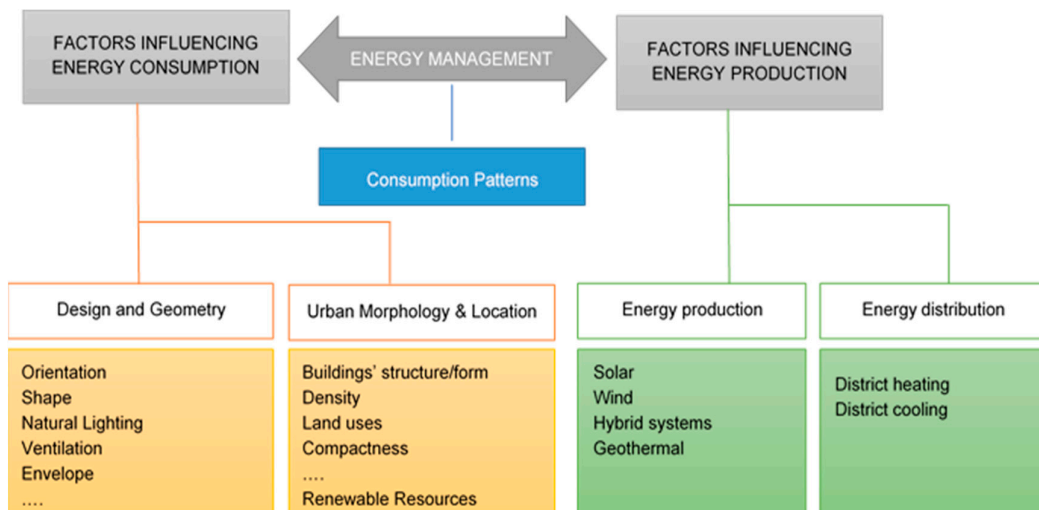 FACTORS INFLUENCING
ENERGY CONSUMPTION
ENERGY MANAGEMENT
FACTORS INFLUENCING
ENERGY PRODUCTION
Consumption Patterns
Design and Geometry
Urban Morphology & Location
Energy production
Energy distribution
Orientation
Shape
Natural Lighting
Ventilation
Envelope
….
Buildings’ structure/form
Density
Land uses
Compactness
….
Renewable Resources
Solar
Wind
Hybrid systems
Geothermal
District heating
District cooling